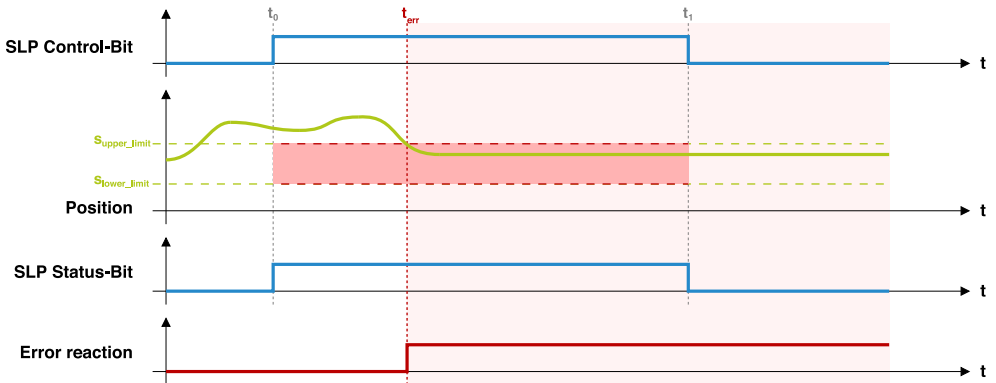 t0 terr t1
SLP Control-Bit t
supper_limit
slower_limit
Position t
SLP Status-Bit t
Error reaction t